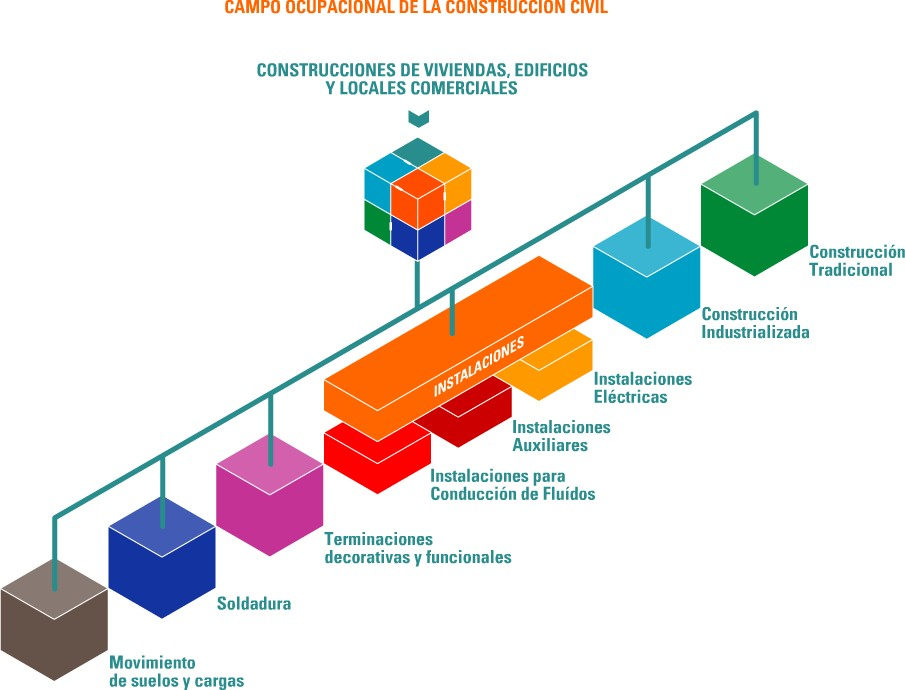 CAMPO OCUPACIONAL DE LA CONSTRUCCIÓN CIVIL
CONSTRUCCIONES DE VIVIENDAS, EDIFICIOS
Y LOCALES COMERCIALES
Construcción
Tradicional
Construcción
Industrializada
INSTALACIONES
Instalaciones
Eléctricas
Instalaciones
Auxiliares
Instalaciones para
Conducción de Fluídos
Terminaciones
decorativas y funcionales
Soldadura
Movimiento
de suelos y cargas